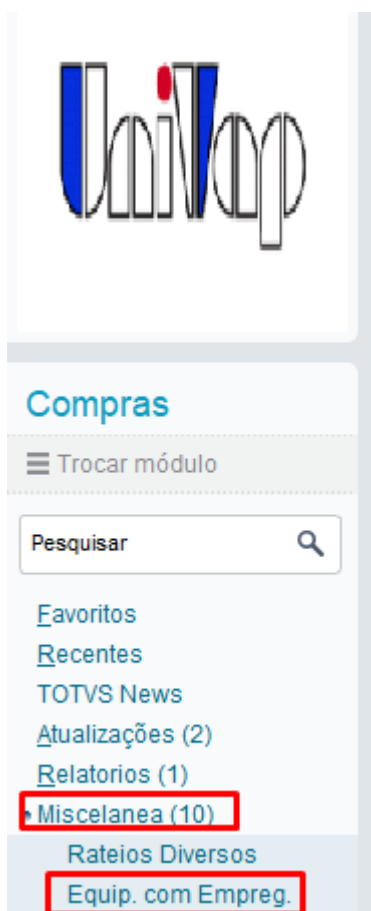 UniVap
Compras
Trocar módulo
Pesquisar
Favoritos
Recentes
TOTVS News
Atualizações (2)
Relatorios (1)
Miscelanea (10)
Rateios Diversos
Equip. com Empreg.